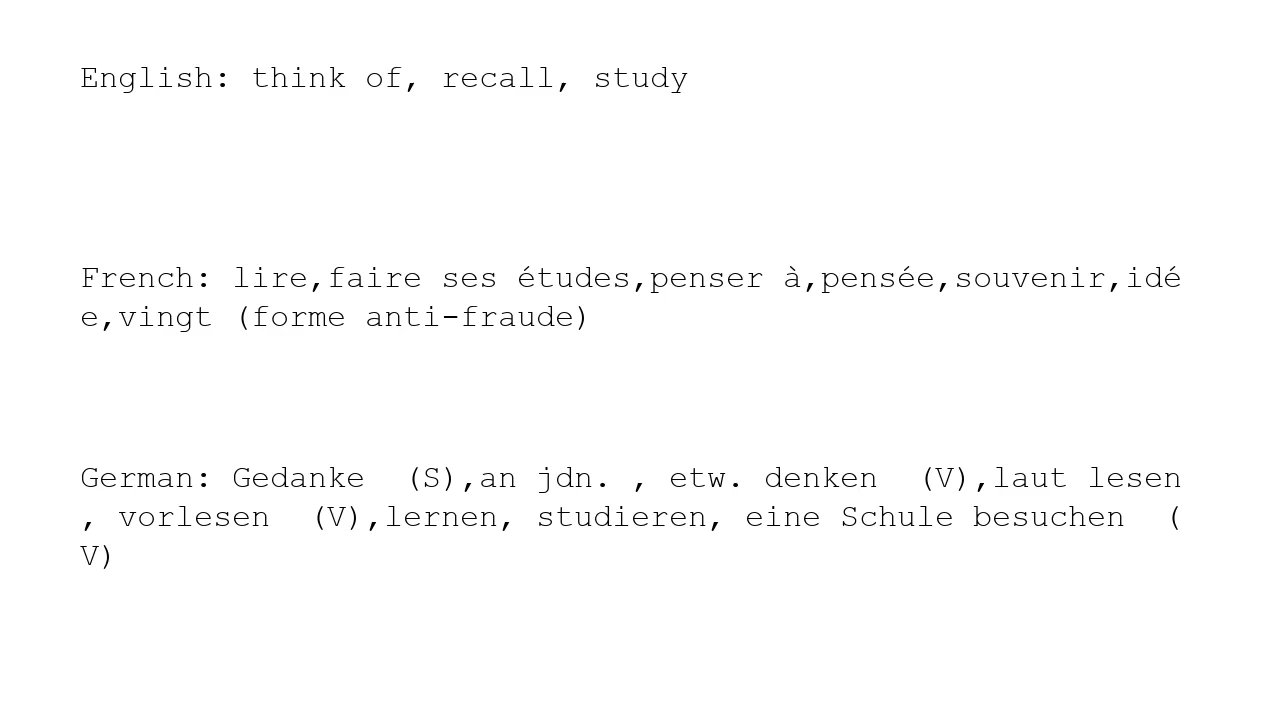 English: think of, recall, study
French: lire,faire ses études,penser à,pensée,souvenir,idé
e,vingt (forme anti-fraude)
German: Gedanke  (S),an jdn. , etw. denken  (V),laut lesen
, vorlesen  (V),lernen, studieren, eine Schule besuchen  (
V)